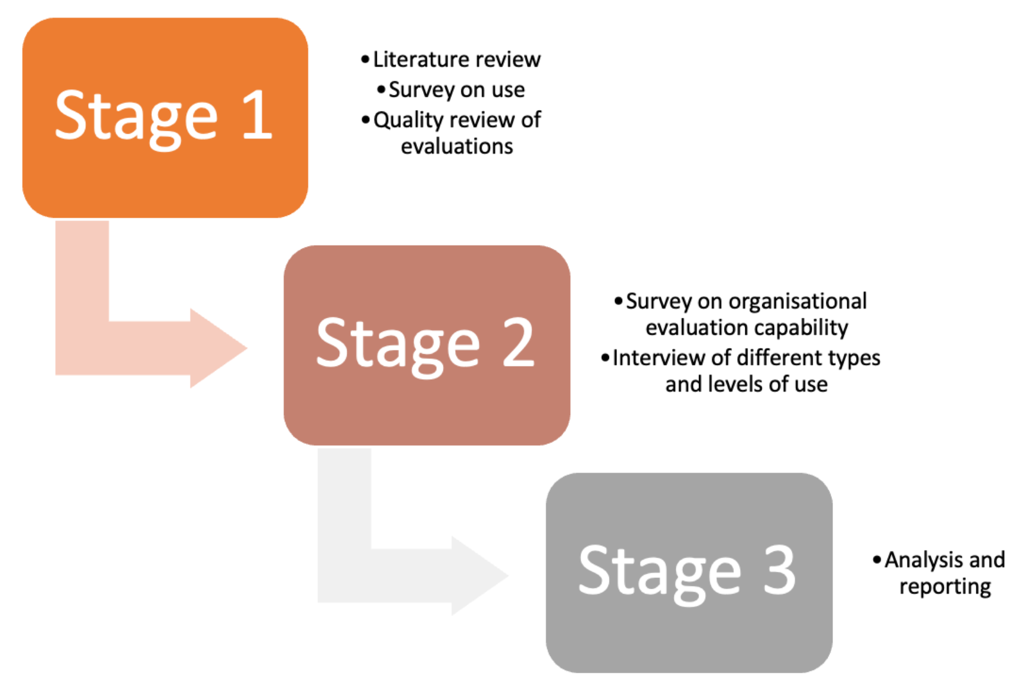 Stage 1
•Literature review
•Survey on use
•Quality review of
evaluations
Stage 2
•Survey on organisational
evaluation capability
•Interview of different types
and levels of use
Stage 3
•Analysis and
reporting